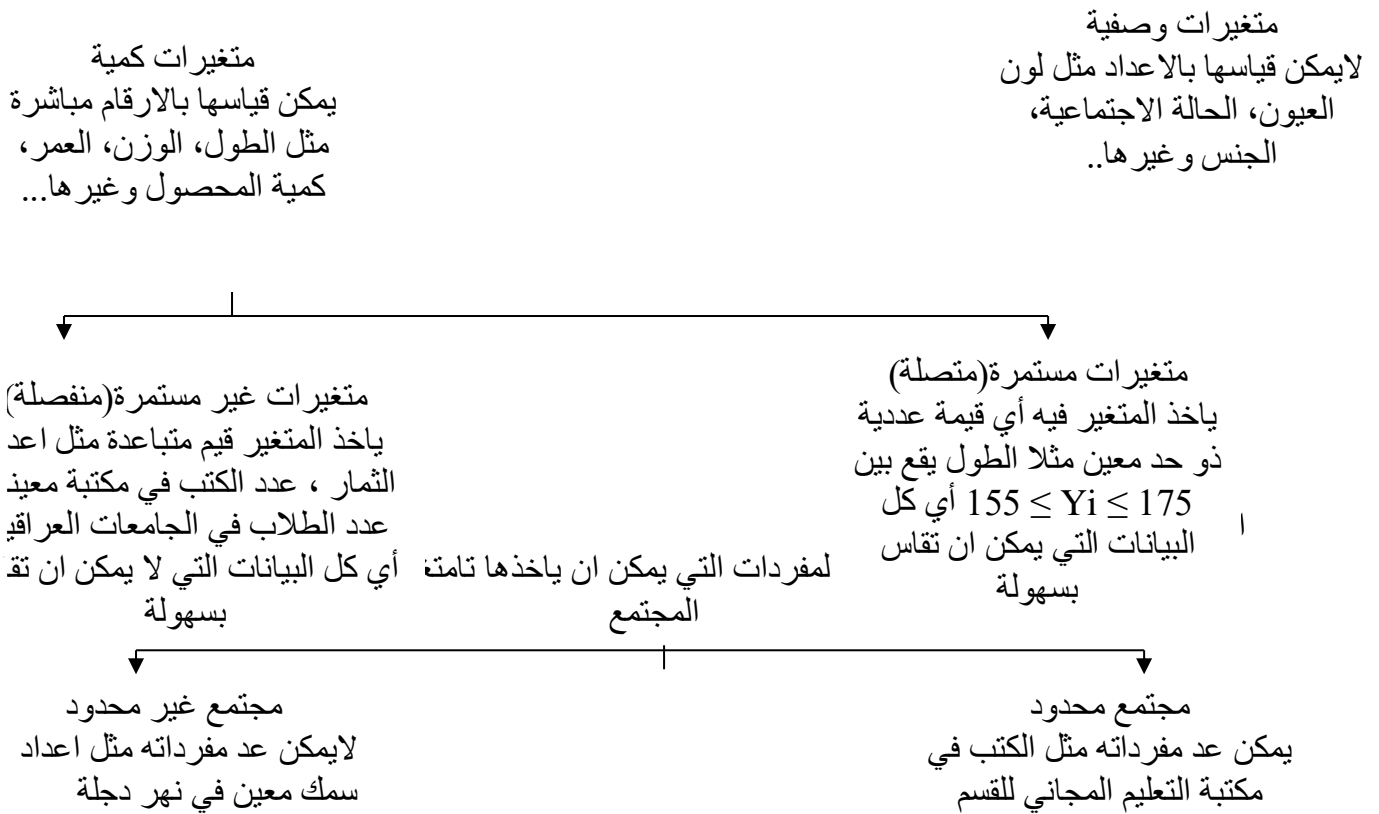 متغيرات وصفية
لايمكن قياسها بالاعداد مثل لون
العيون، الحالة الاجتماعية،
الجنس وغيرها..
متغيرات كمية
يمكن قياسها بالارقام مباشرة
مثل الطول، الوزن، العمر،
كمية المحصول وغيرها...
متغيرات مستمرة(متصلة)
ياخذ المتغير فيه أي قيمة عددية
ذو حد معين مثلا الطول يقع بين
155 ≤ Yi ≤ 175 أي كل
البيانات التي يمكن ان تقاس
بسهولة
متغيرات غير مستمرة(منفصلة)
ياخذ المتغير قيم متباعدة مثل
الثمار ، عدد الكتب في مكتبة
عدد الطلاب في الجامعات
أي كل البيانات التي لا يمكن ان
بسهولة
ا
لمفردات التي يمكن ان ياخذها
المجتمع
مجتمع محدود
يمكن عد مفرداته مثل الكتب في
مكتبة التعليم المجاني للقسم
مجتمع غير محدود
لايمكن عد مفرداته مثل اعداد
سمك معين في نهر دجلة